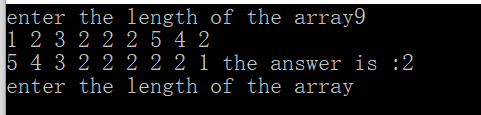 enter the length of the array9
1 2 3 2 2 2 5 4 2
5 4 3 2 2 2 2 2 1 the answer is :2
enter the length of the array